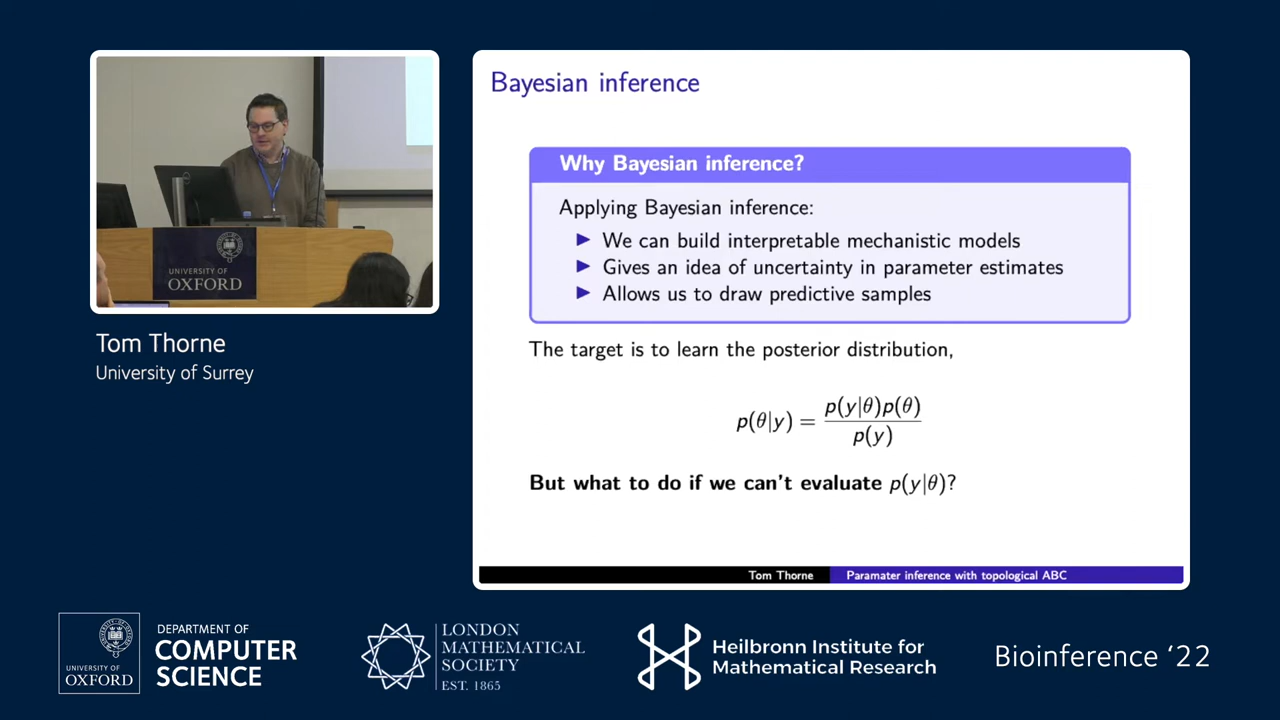 Bayesian inference
Why Bayesian inference?
Applying Bayesian inference:
▶ We can build interpretable mechanistic models
▶ Gives an idea of uncertainty in parameter estimates
▶ Allows us to draw predictive samples
The target is to learn the posterior distribution,
p(θ|y) = p(y|θ)p(θ) / p(y)
But what to do if we can't evaluate p(y|θ)?
Tom Thorne Paramater inference with topological ABC
UNIVERSITY OF
OXFORD
Tom Thorne
University of Surrey
UNIVERSITY OF
OXFORD
DEPARTMENT OF
COMPUTER
SCIENCE
LONDON
MATHEMATICAL
SOCIETY
EST. 1865
Heilbronn Institute for
Mathematical Research
Bioinference ‘22